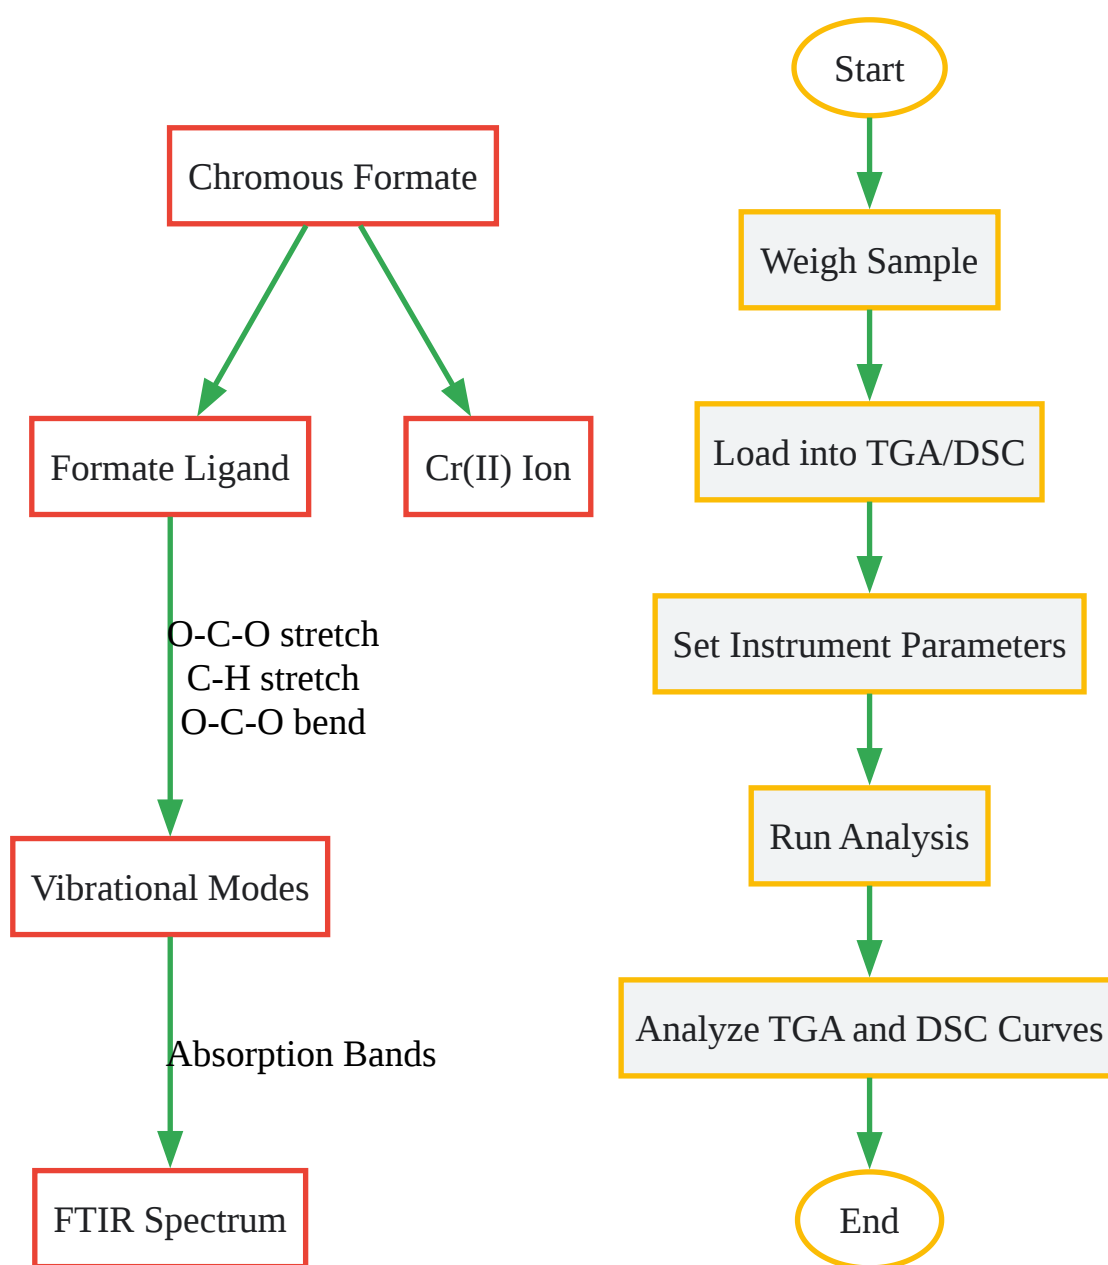 Chromous Formate
Formate Ligand
Cr(II) Ion
O-C-O stretch
C-H stretch
O-C-O bend
Vibrational Modes
Absorption Bands
FTIR Spectrum
Start
Weigh Sample
Load into TGA/DSC
Set Instrument Parameters
Run Analysis
Analyze TGA and DSC Curves
End